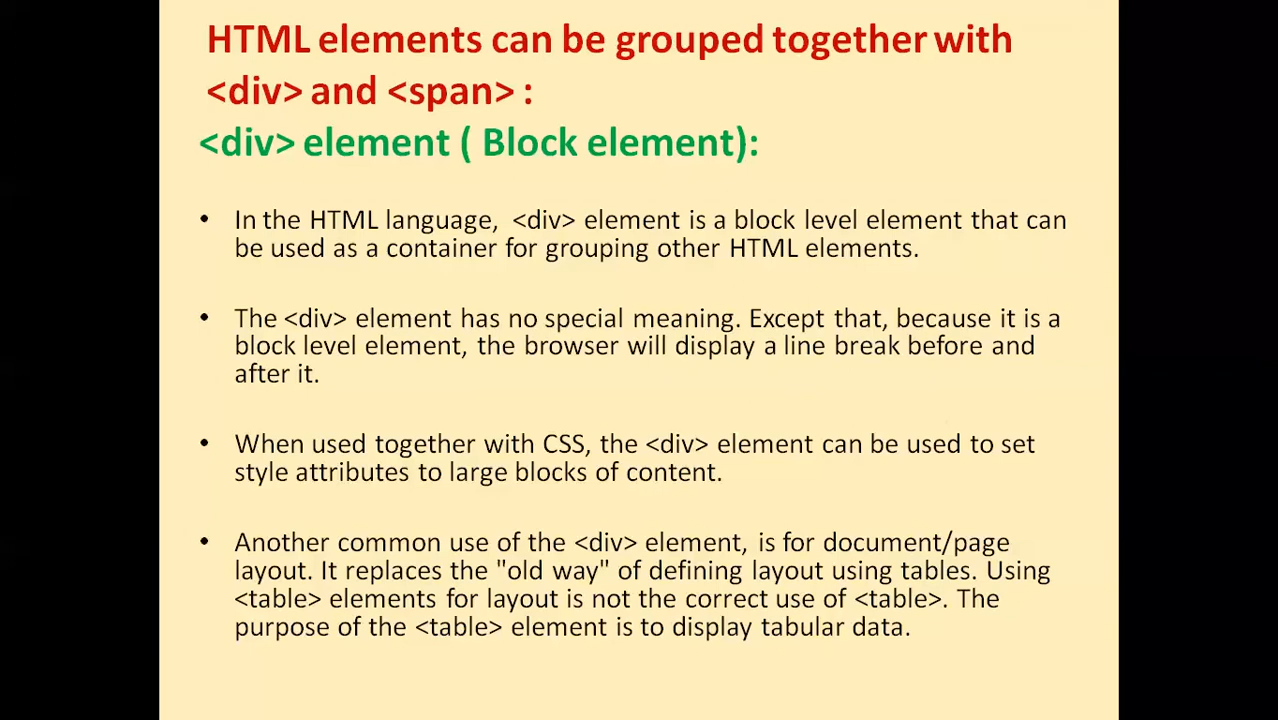 HTML elements can be grouped together with
<div> and <span> :
<div> element ( Block element):
• In the HTML language, <div> element is a block level element that can
be used as a container for grouping other HTML elements.
• The <div> element has no special meaning. Except that, because it is a
block level element, the browser will display a line break before and
after it.
• When used together with CSS, the <div> element can be used to set
style attributes to large blocks of content.
• Another common use of the <div> element, is for document/page
layout. It replaces the "old way" of defining layout using tables. Using
<table> elements for layout is not the correct use of <table>. The
purpose of the <table> element is to display tabular data.